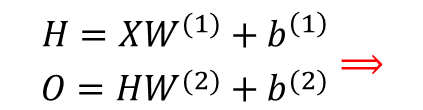 H = XW⁽¹⁾ + b⁽¹⁾
O = HW⁽²⁾ + b⁽²⁾ ⟹